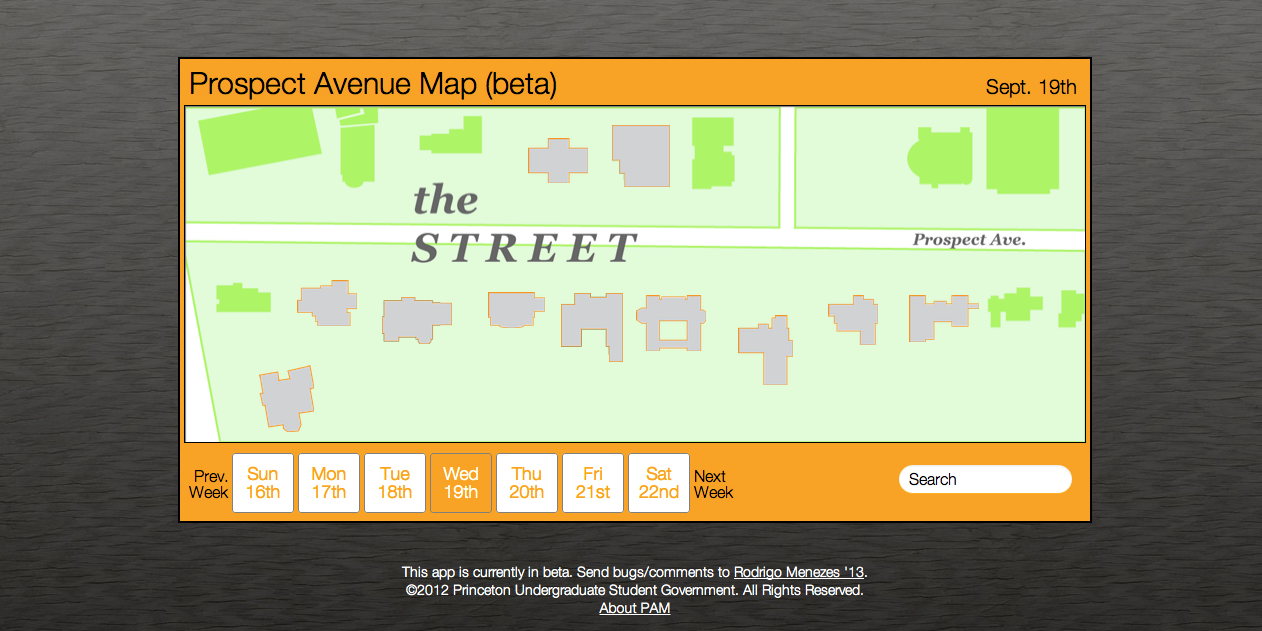 Prospect Avenue Map (beta)
Sept. 19th
the
STREET
Prospect Ave.
Prev.
Week
Sun
16th
Mon
17th
Tue
18th
Wed
19th
Thu
20th
Fri
21st
Sat
22nd
Next
Week
Search
This app is currently in beta. Send bugs/comments to Rodrigo Menezes '13.
©2012 Princeton Undergraduate Student Government. All Rights Reserved.
About PAM